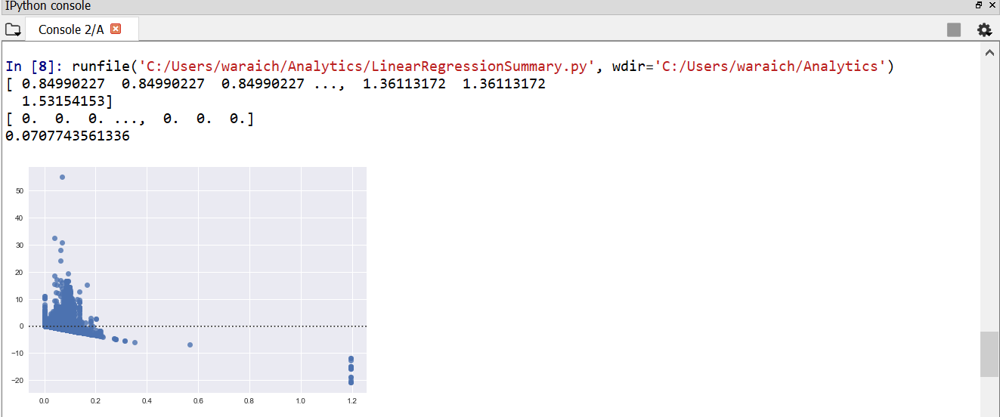 IPython console
Console 2/A
In [8]: runfile('C:/Users/waraich/Analytics/LinearRegressionSummary.py', wdir='C:/Users/waraich/Analytics')
[ 0.84990227  0.84990227  0.84990227 ...,  1.36113172  1.36113172
  1.53154153]
[ 0.  0.  0. ...,  0.  0.  0.]
0.0707743561336
50
40
30
20
10
0
−10
−20
0.0 0.2 0.4 0.6 0.8 1.0 1.2